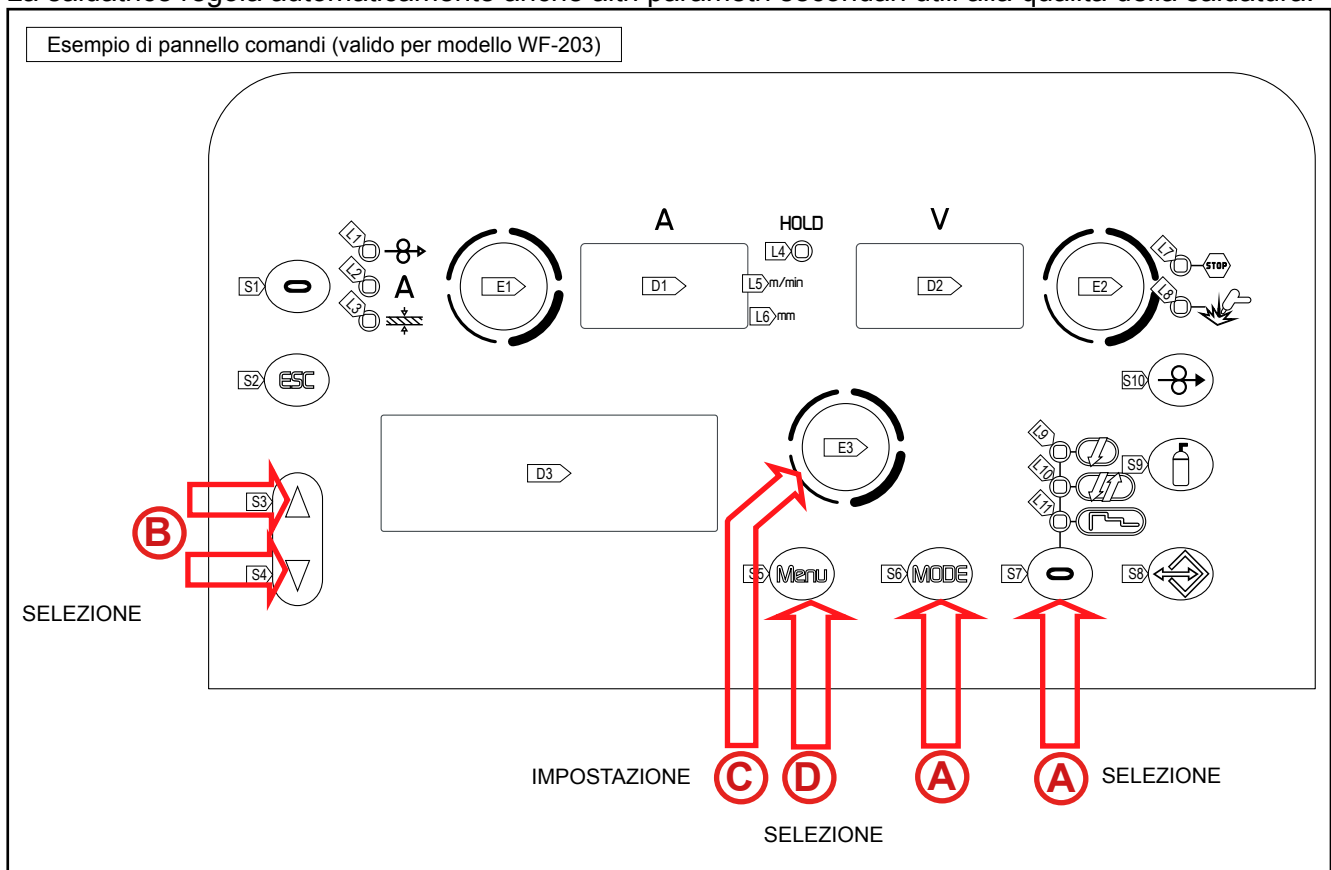 La saldatrice regola automaticamente anche altri parametri secondari utili alla qualità della saldatura.
Esempio di pannello comandi (valido per modello WF-203)
A
HOLD
V
L1
L4
L7
STOP
S1
L2
A
E1
D1
L5 m/min
D2
E2
L8
L3
L6 mm
S2 ESC
S10
E3
L9
D3
L10
S9
S3
L11
B
S4
S5 Menu
S6 MODE
S7
S8
SELEZIONE
IMPOSTAZIONE
C
D
A
A
SELEZIONE
SELEZIONE